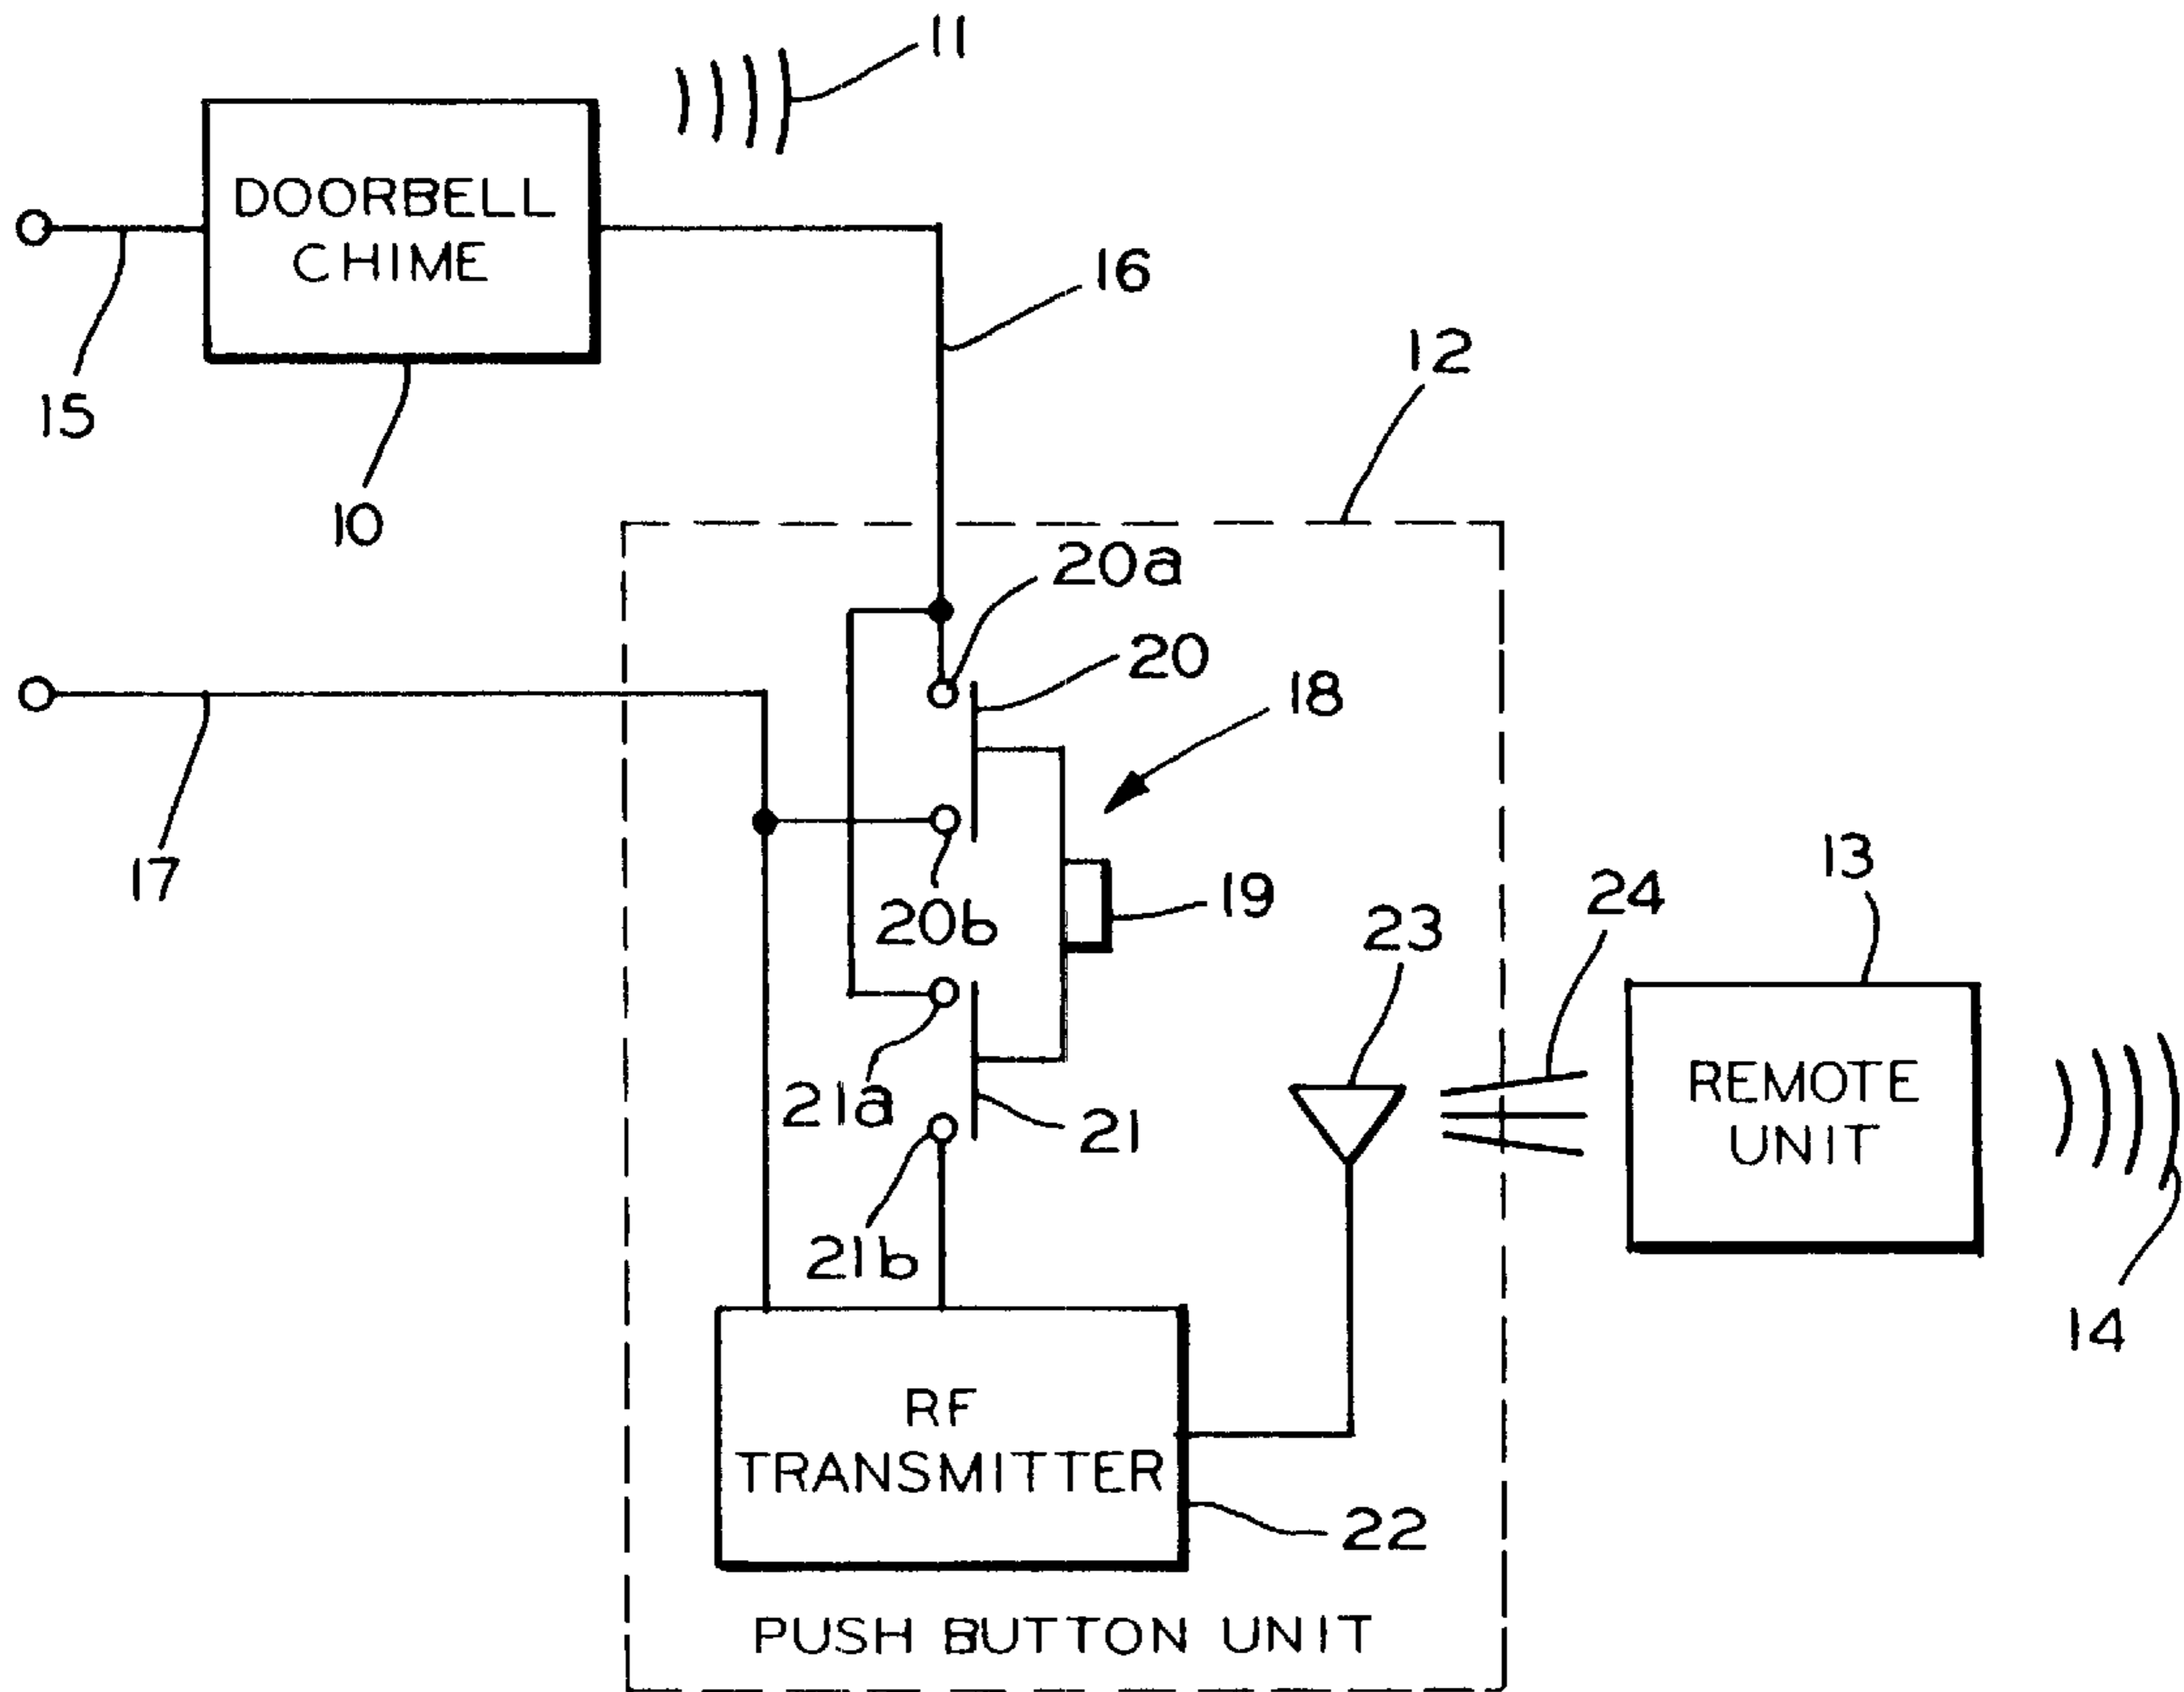 11
DOORBELL
CHIME
16
12
15
10
20a
20
18
17
20b
19
13
24
23
21a
21
REMOTE
UNIT
21b
14
RF
TRANSMITTER
22
PUSH BUTTON UNIT